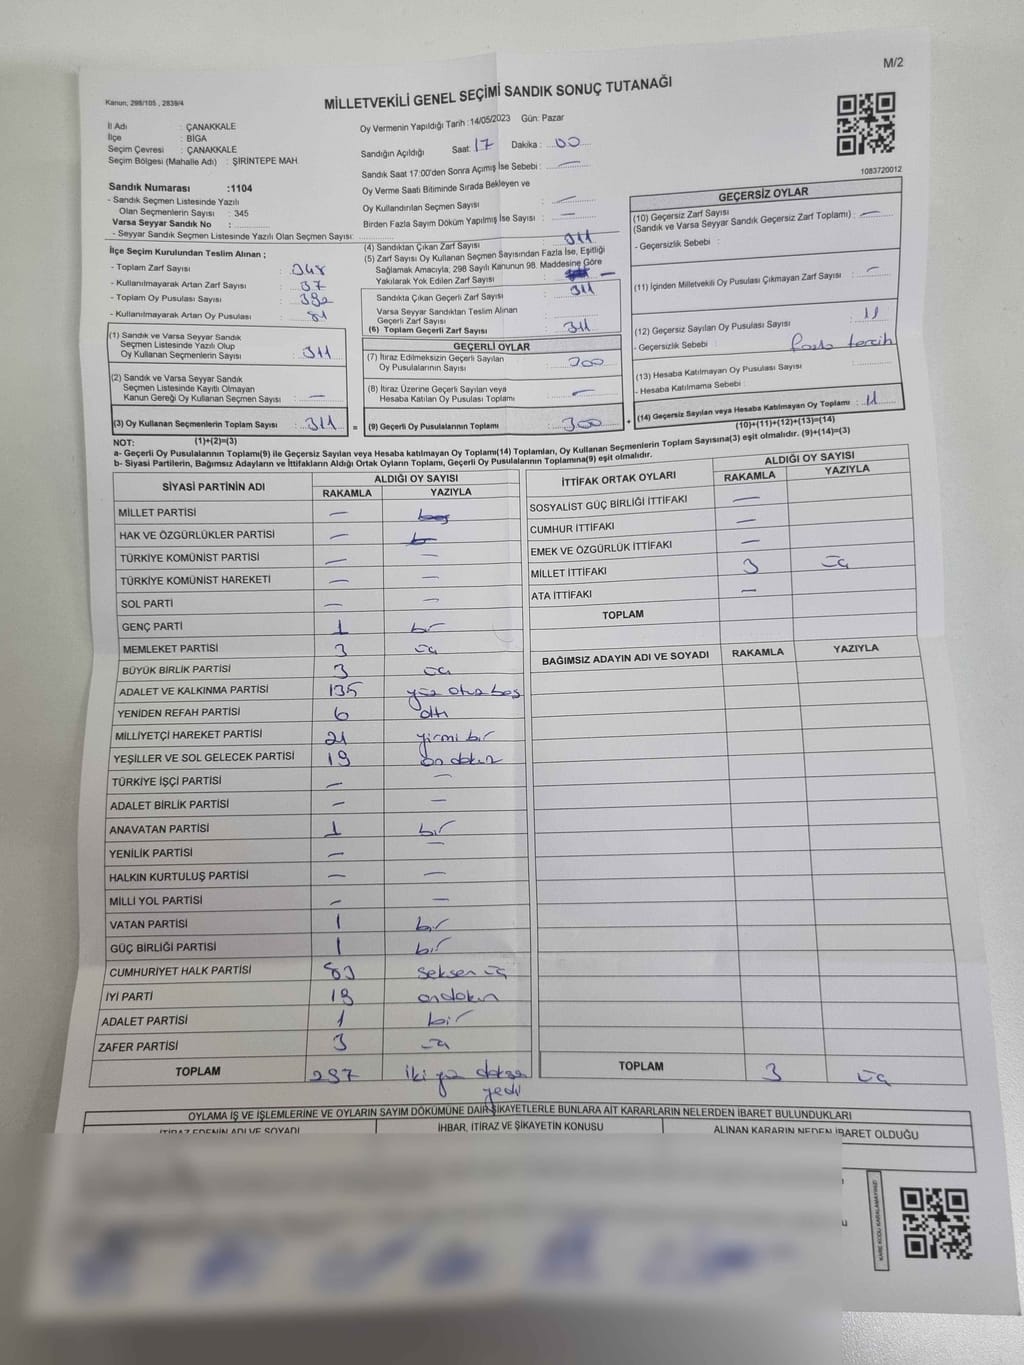 M/2
Kanun, 298/105 , 2839/4
MİLLETVEKİLİ GENEL SEÇİMİ SANDIK SONUÇ TUTANAĞI
İl Adı : ÇANAKKALE
İlçe : BİGA
Seçim Çevresi : ÇANAKKALE
Seçim Bölgesi (Mahalle Adı) : ŞİRİNTEPE MAH.
Sandık Numarası :1104
- Sandık Seçmen Listesinde Yazılı
Olan Seçmenlerin Sayısı : 345
Varsa Seyyar Sandık No :
- Seyyar Sandık Seçmen Listesinde Yazılı Olan Seçmen Sayısı:
Oy Vermenin Yapıldığı Tarih :14/05/2023 Gün: Pazar
Sandığın Açıldığı Saat: 17 Dakika : 00
Sandık Saat 17:00'den Sonra Açımış İse Sebebi : —
Oy Verme Saati Bitiminde Sırada Bekleyen ve
Oy Kullandırılan Seçmen Sayısı : —
Birden Fazla Sayım Döküm Yapılmış İse Sayısı : —
1083720012
GEÇERSİZ OYLAR
(10) Geçersiz Zarf Sayısı
(Sandık ve Varsa Seyyar Sandık Geçersiz Zarf Toplamı) : —
- Geçersizlik Sebebi :
(11) İçinden Milletvekili Oy Pusulası Çıkmayan Zarf Sayısı : —
(12) Geçersiz Sayılan Oy Pusulası Sayısı : 11
- Geçersizlik Sebebi : fazla tercih
(13) Hesaba Katılmayan Oy Pusulası Sayısı
- Hesaba Katılmama Sebebi :
(14) Geçersiz Sayılan veya Hesaba Katılmayan Oy Toplamı : 11
(10)+(11)+(12)+(13)=(14)
İlçe Seçim Kurulundan Teslim Alınan ;
- Toplam Zarf Sayısı : 348
- Kullanılmayarak Artan Zarf Sayısı : 37
- Toplam Oy Pusulası Sayısı : 392
- Kullanılmayarak Artan Oy Pusulası : 81
(1) Sandık ve Varsa Seyyar Sandık
Seçmen Listesinde Yazılı Olup
Oy Kullanan Seçmenlerin Sayısı : 311
(2) Sandık ve Varsa Seyyar Sandık
Seçmen Listesinde Kayıtlı Olmayan
Kanun Gereği Oy Kullanan Seçmen Sayısı : —
(3) Oy Kullanan Seçmenlerin Toplam Sayısı : 311
(1)+(2)=(3)
(4) Sandıktan Çıkan Zarf Sayısı : 311
(5) Zarf Sayısı Oy Kullanan Seçmen Sayısından Fazla İse, Eşitliği
Sağlamak Amacıyla, 298 Sayılı Kanunun 98. Maddesine Göre
Yakılarak Yok Edilen Zarf Sayısı : —
Sandıkta Çıkan Geçerli Zarf Sayısı : 311
Varsa Seyyar Sandıktan Teslim Alınan
Geçerli Zarf Sayısı
(6) Toplam Geçerli Zarf Sayısı : 311
GEÇERLİ OYLAR
(7) İtiraz Edilmeksizin Geçerli Sayılan
Oy Pusulalarının Sayısı : 300
(8) İtiraz Üzerine Geçerli Sayılan veya
Hesaba Katılan Oy Pusulası Toplamı : —
= (9) Geçerli Oy Pusulalarının Toplamı : 300 +
NOT:
a- Geçerli Oy Pusulasının Toplamı(9) ile Geçersiz Sayılan veya Hesaba katılmayan Oy Toplam(14) Toplamları, Oy Kullanan Seçmenlerin Toplam Sayısına(3) eşit olmalıdır. (9)+(14)=(3)
b- Siyasi Partilerin, Bağımsız Adayların ve İttifakların Aldığı Ortak Oyların Toplamı, Geçerli Oy Pusulalarının Toplamına(9) eşit olmalıdır.
SİYASİ PARTİNİN ADI ALDIĞI OY SAYISI
RAKAMLA YAZIYLA
MİLLET PARTİSİ —
HAK VE ÖZGÜRLÜKLER PARTİSİ —
TÜRKİYE KOMÜNİST PARTİSİ — —
TÜRKİYE KOMÜNİST HAREKETİ — —
SOL PARTİ — —
GENÇ PARTİ 1 bir
MEMLEKET PARTİSİ 3 üç
BÜYÜK BİRLİK PARTİSİ 3 üç
ADALET VE KALKINMA PARTİSİ 135 yüz otuz beş
YENİDEN REFAH PARTİSİ 6 altı
MİLLİYETÇİ HAREKET PARTİSİ 21 yirmi bir
YEŞİLLER VE SOL GELECEK PARTİSİ 19 on dokuz
TÜRKİYE İŞÇİ PARTİSİ — —
ADALET BİRLİK PARTİSİ — —
ANAVATAN PARTİSİ 1 bir
YENİLİK PARTİSİ — —
HALKIN KURTULUŞ PARTİSİ — —
MİLLİ YOL PARTİSİ — —
VATAN PARTİSİ 1 bir
GÜÇ BİRLİĞİ PARTİSİ 1 bir
CUMHURİYET HALK PARTİSİ 83 seksen üç
İYİ PARTİ 19 ondokuz
ADALET PARTİSİ 1 bir
ZAFER PARTİSİ 3 üç
TOPLAM 297 iki yüz doksan
yedi
İTTİFAK ORTAK OYLARI ALDIĞI OY SAYISI
RAKAMLA YAZIYLA
SOSYALİST GÜÇ BİRLİĞİ İTTİFAKI —
CUMHUR İTTİFAKI —
EMEK VE ÖZGÜRLÜK İTTİFAKI —
MİLLET İTTİFAKI 3 üç
ATA İTTİFAKI —
TOPLAM
BAĞIMSIZ ADAYIN ADI VE SOYADI RAKAMLA YAZIYLA
TOPLAM 3 üç
OYLAMA İŞ VE İŞLEMLERİNE VE OYLARIN SAYIM DÖKÜMÜNE DAİR ŞİKAYETLERLE BUNLARA AİT KARARLARIN NELERDEN İBARET BULUNDUKLARI
İTİRAZ EDENİN ADI VE SOYADI İHBAR, İTİRAZ VE ŞİKAYETİN KONUSU ALINAN KARARIN NEDEN İBARET OLDUĞU
KARE KODU KARALAMAYINIZ!